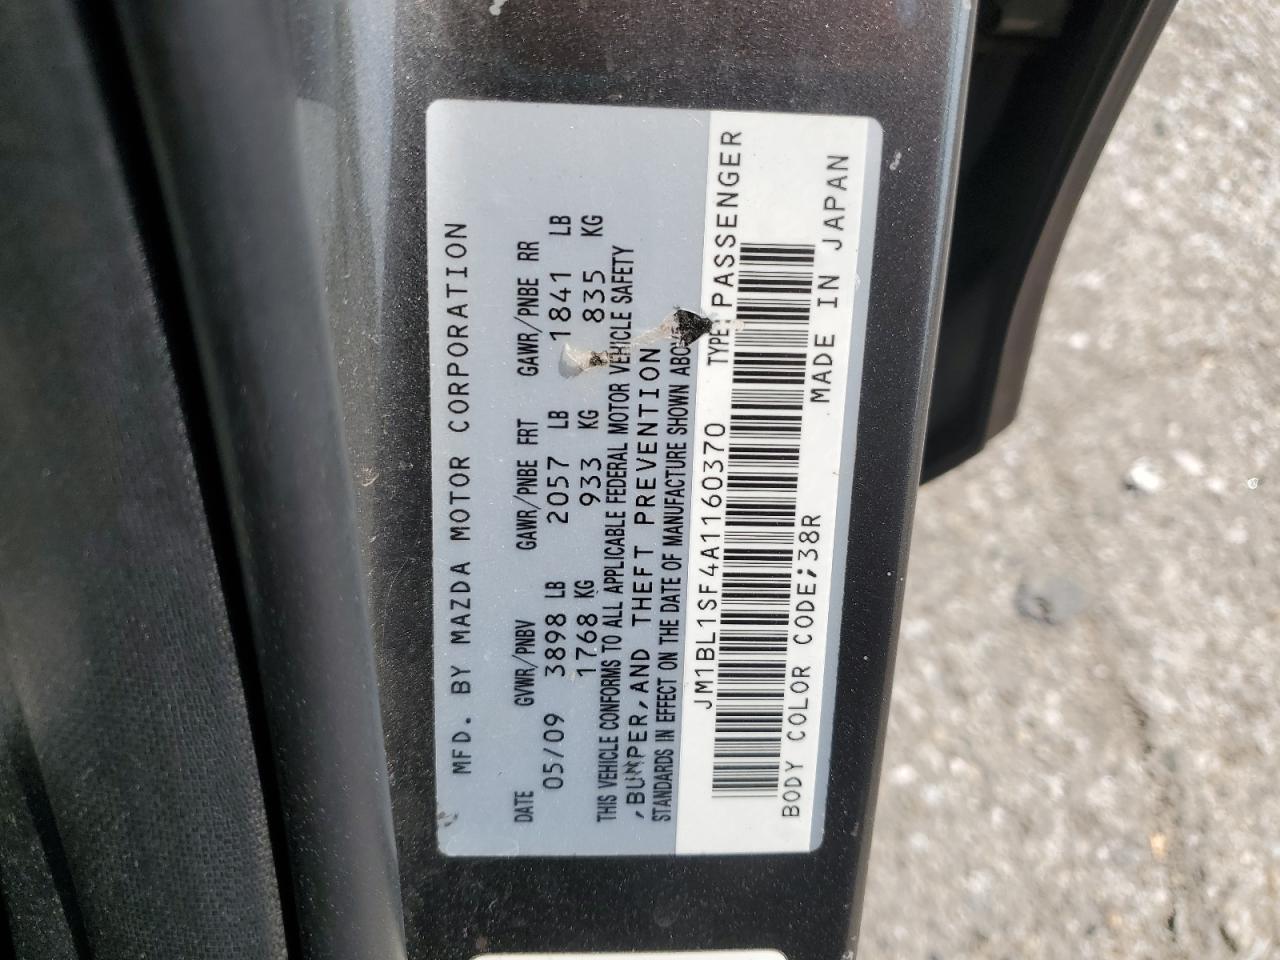 MFD. BY MAZDA MOTOR CORPORATION
DATE GVWR/PNBV GAWR/PNBE FRT GAWR/PNBE RR
05/09 3898 LB 2057 LB 1841 LB
1768 KG 933 KG 835 KG
THIS VEHICLE CONFORMS TO ALL APPLICABLE FEDERAL MOTOR VEHICLE SAFETY
,BUMPER,AND THEFT PREVENTION
STANDARDS IN EFFECT ON THE DATE OF MANUFACTURE SHOWN ABOVE.
JM1BL1SF4A1160370 TYPE:PASSENGER
BODY COLOR CODE;38R MADE IN JAPAN